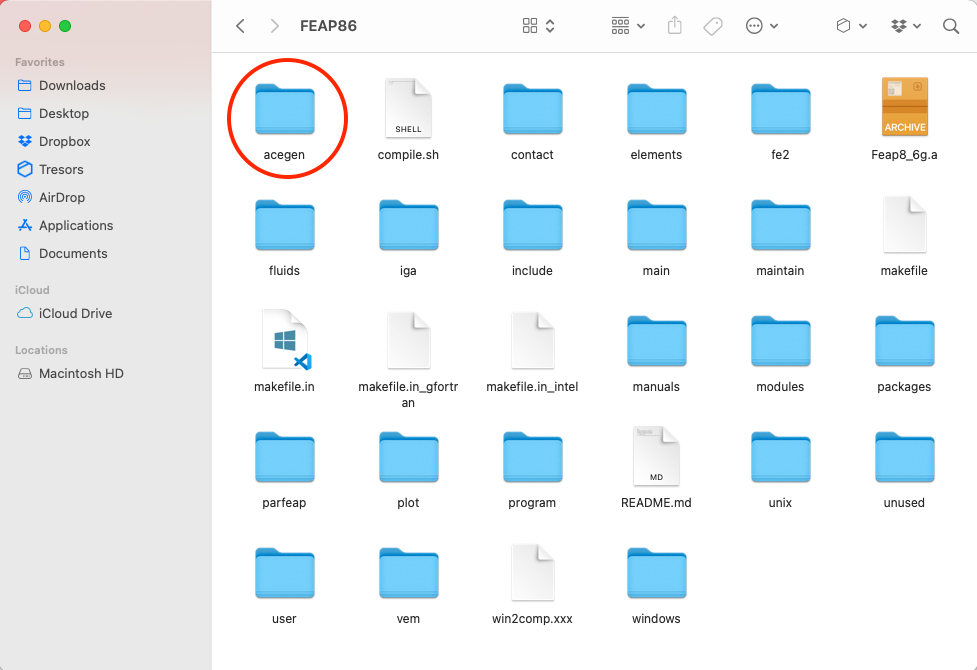 FEAP86
Favorites
Downloads
Desktop
Dropbox
Tresors
AirDrop
Applications
Documents
iCloud
iCloud Drive
Locations
Macintosh HD
SHELL
ARCHIVE
acegen
compile.sh
contact
elements
fe2
Feap8_6g.a
fluids
iga
include
main
maintain
makefile
makefile.in
makefile.in_gfortr
an
makefile.in_intel
manuals
modules
packages
MD
parfeap
plot
program
README.md
unix
unused
user
vem
win2comp.xxx
windows